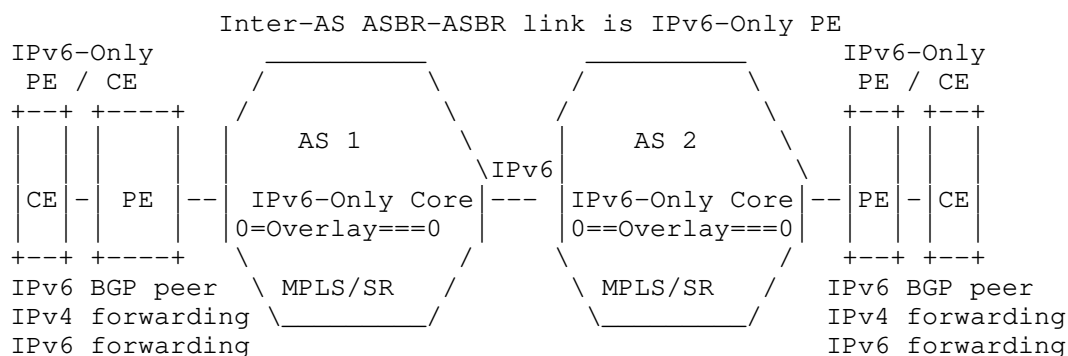 Inter-AS ASBR-ASBR link is IPv6-Only PE
IPv6-Only IPv6-Only
PE / CE PE / CE
AS 1 AS 2
IPv6
CE PE IPv6-Only Core IPv6-Only Core PE CE
0=Overlay===0 0==Overlay===0
IPv6 BGP peer MPLS/SR MPLS/SR IPv6 BGP peer
IPv4 forwarding IPv4 forwarding
IPv6 forwarding IPv6 forwarding